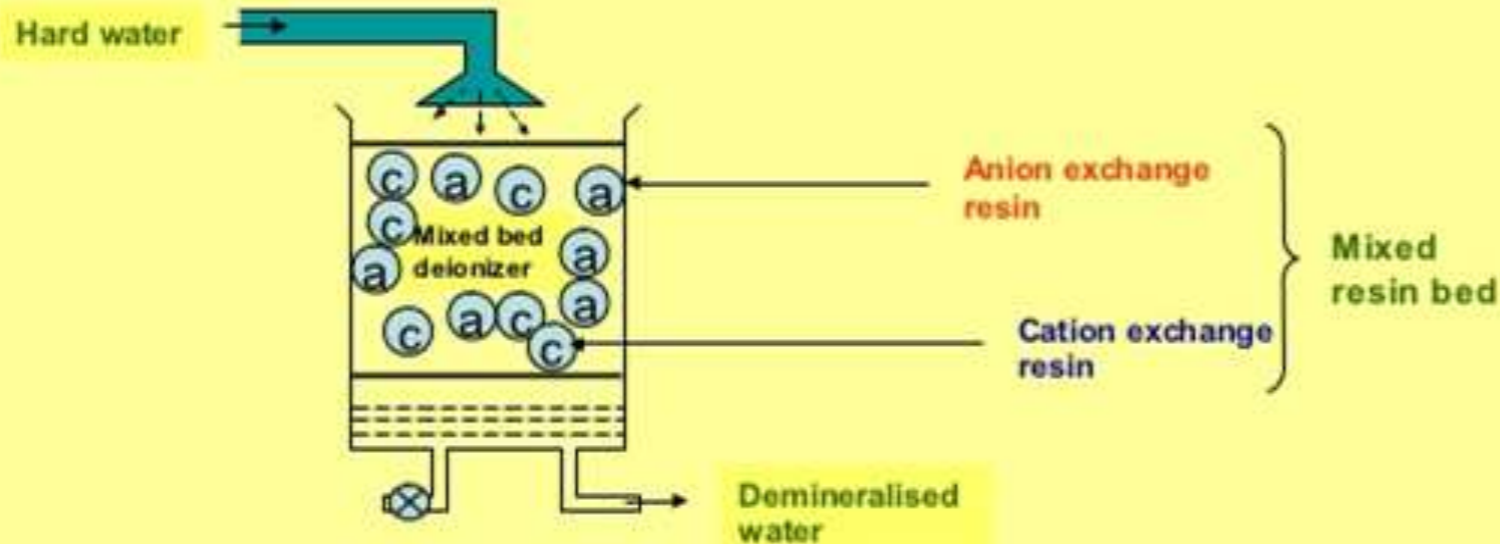 Hard water
c a c a
c
Mixed bed
deionizer
a
a
a
c a c
c
Anion exchange
resin
Cation exchange
resin
Mixed
resin bed
Demineralised
water